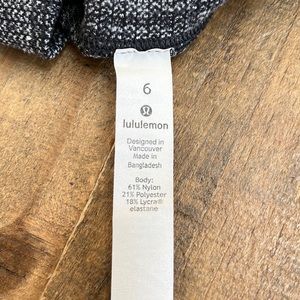 6
lululemon
Designed in
Vancouver
Made in
Bangladesh
Body:
61% Nylon
21% Polyester
18% Lycra®
elastane